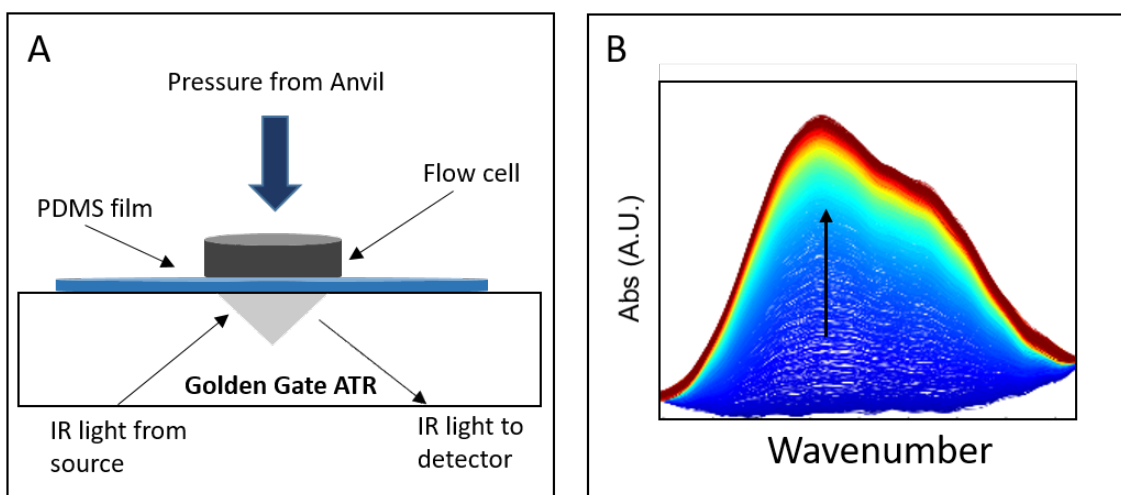 A
Pressure from Anvil
Flow cell
PDMS film
Golden Gate ATR
IR light from
source
IR light to
detector
B
Abs (A.U.)
Wavenumber